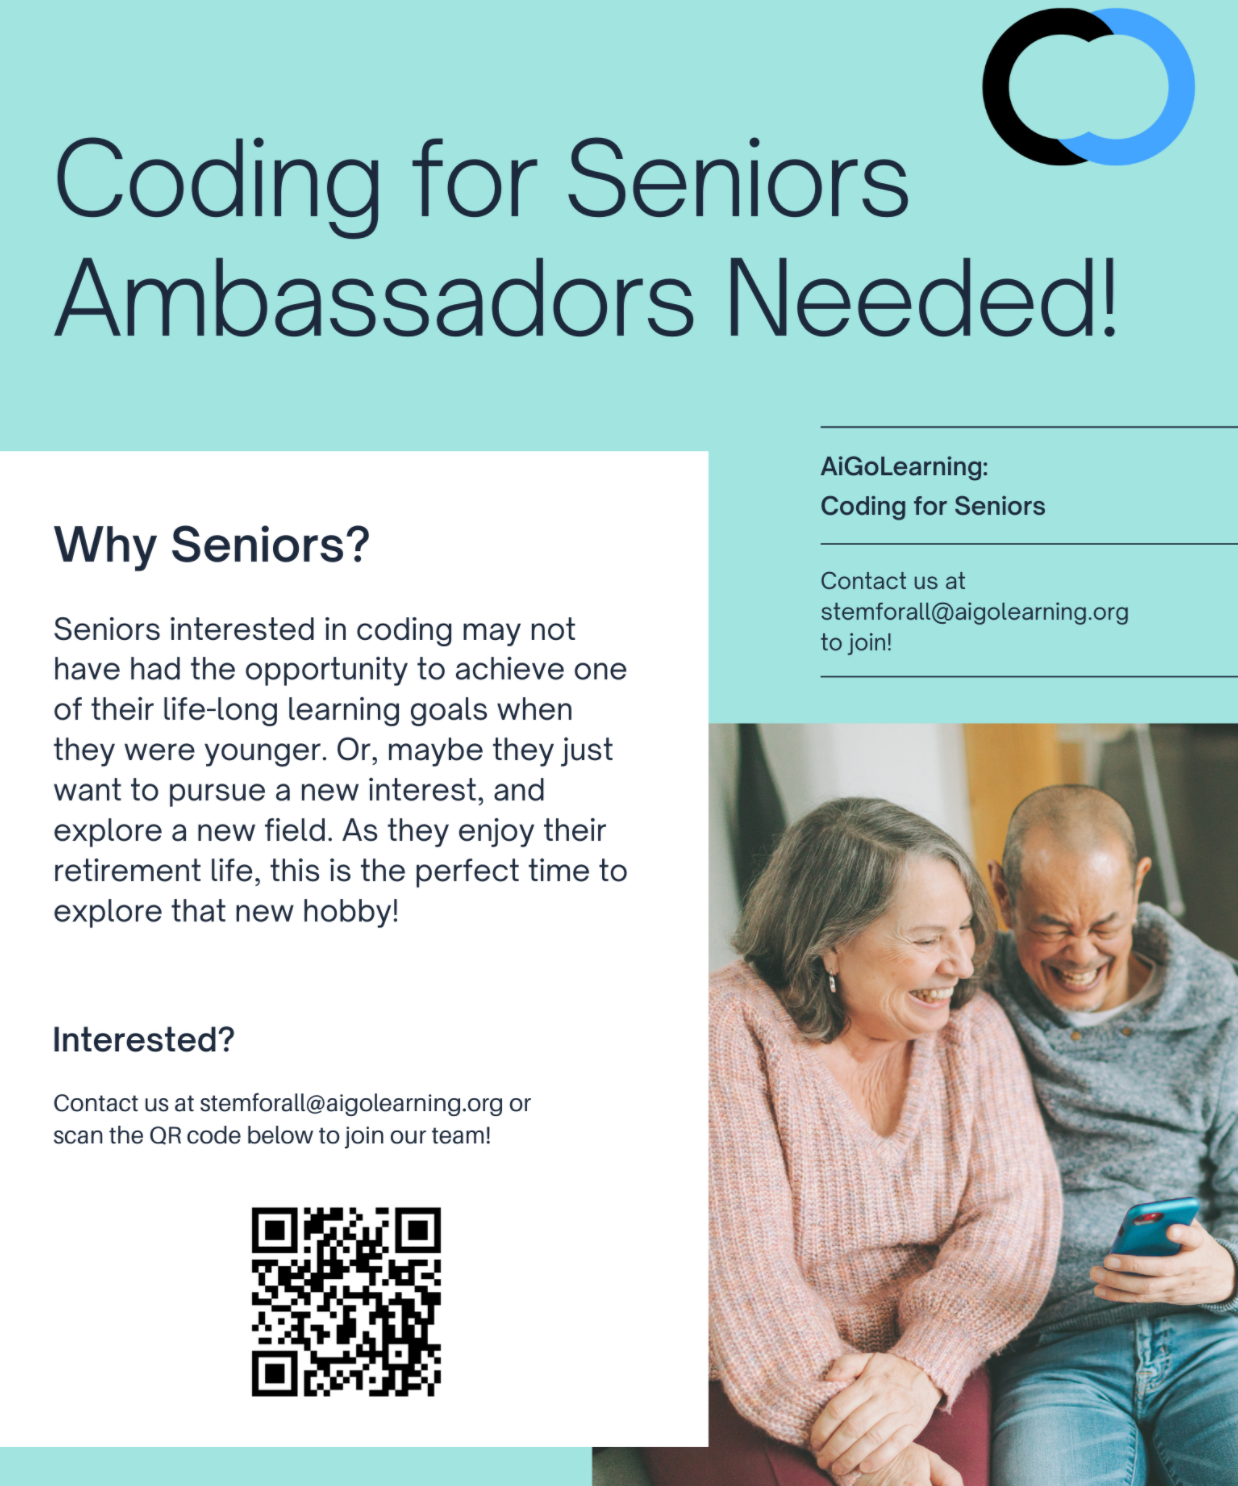 Coding for Seniors
Ambassadors Needed!
AiGoLearning:
Coding for Seniors
Contact us at
stemforall@aigolearning.org
to join!
Why Seniors?
Seniors interested in coding may not
have had the opportunity to achieve one
of their life-long learning goals when
they were younger. Or, maybe they just
want to pursue a new interest, and
explore a new field. As they enjoy their
retirement life, this is the perfect time to
explore that new hobby!
Interested?
Contact us at stemforall@aigolearning.org or
scan the QR code below to join our team!